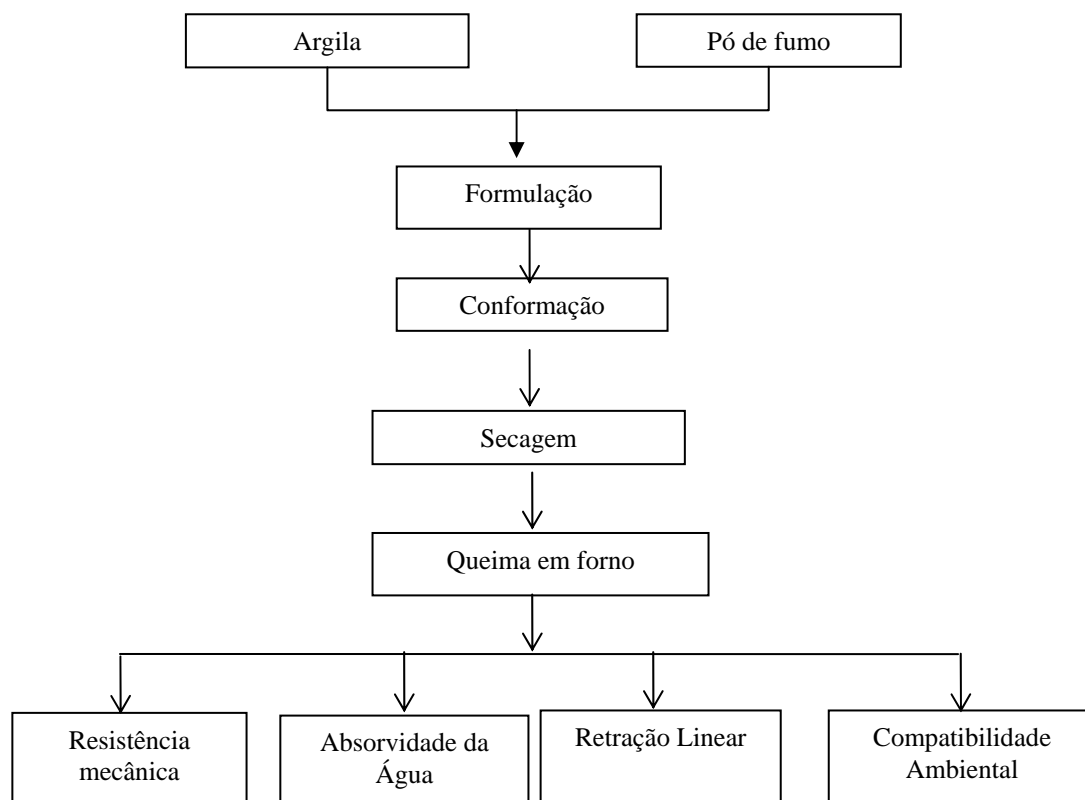 Argila
Pó de fumo
Formulação
Conformação
Secagem
Queima em forno
Resistência
mecânica
Absorvidade da
Água
Retração Linear
Compatibilidade
Ambiental